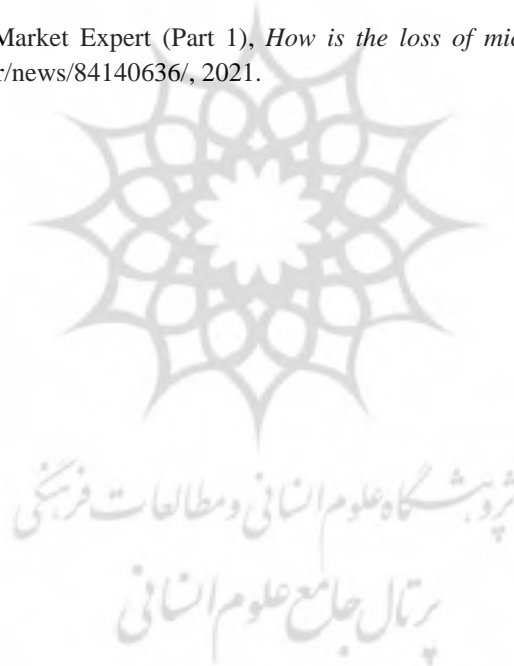 Market Expert (Part 1), How is the loss of mic
r/news/84140636/, 2021.
پژوهشگاه علوم انسانی و مطالعات فرهنگی
پرتال جامع علوم انسانی